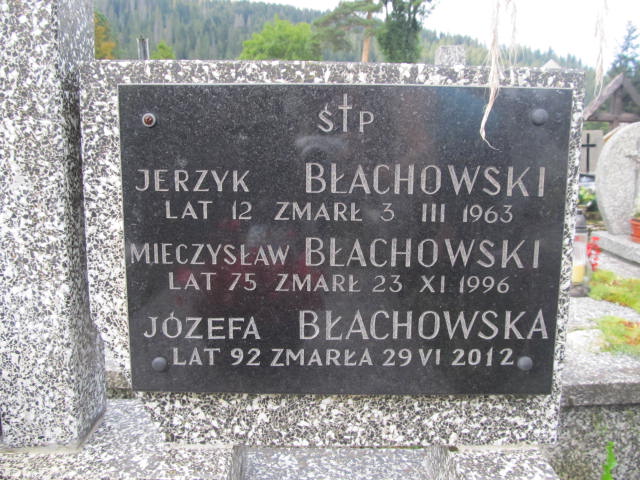 Ś†P
JERZYK BŁACHOWSKI
LAT 12 ZMARŁ 3 III 1963
MIECZYSŁAW BŁACHOWSKI
LAT 75 ZMARŁ 23 XI 1996
JÓZEFA BŁACHOWSKA
LAT 92 ZMARŁA 29 VI 2012